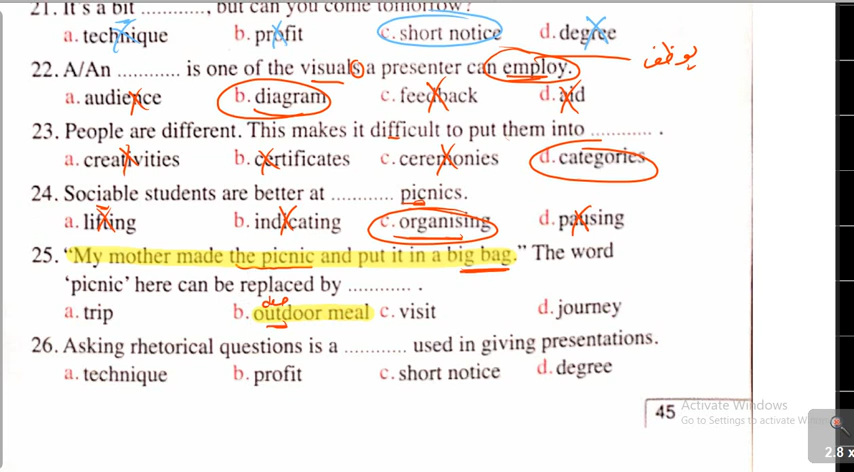 21. It's a bit ............, but can you come tomorrow?
a. technique b. profit c. short notice d. degree
22. A/An ............ is one of the visuals a presenter can employ. يوظف
a. audience b. diagram c. feedback d. aid
23. People are different. This makes it difficult to put them into ............ .
a. creativities b. certificates c. ceremonies d. categories
24. Sociable students are better at ............ picnics.
a. lifting b. indicating c. organising d. pausing
25. “My mother made the picnic and put it in a big bag.” The word
‘picnic’ here can be replaced by ............ .
a. trip b. outdoor meal c. visit d. journey
26. Asking rhetorical questions is a ............ used in giving presentations.
a. technique b. profit c. short notice d. degree
45
Activate Windows
Go to Settings to activate
2.8 x